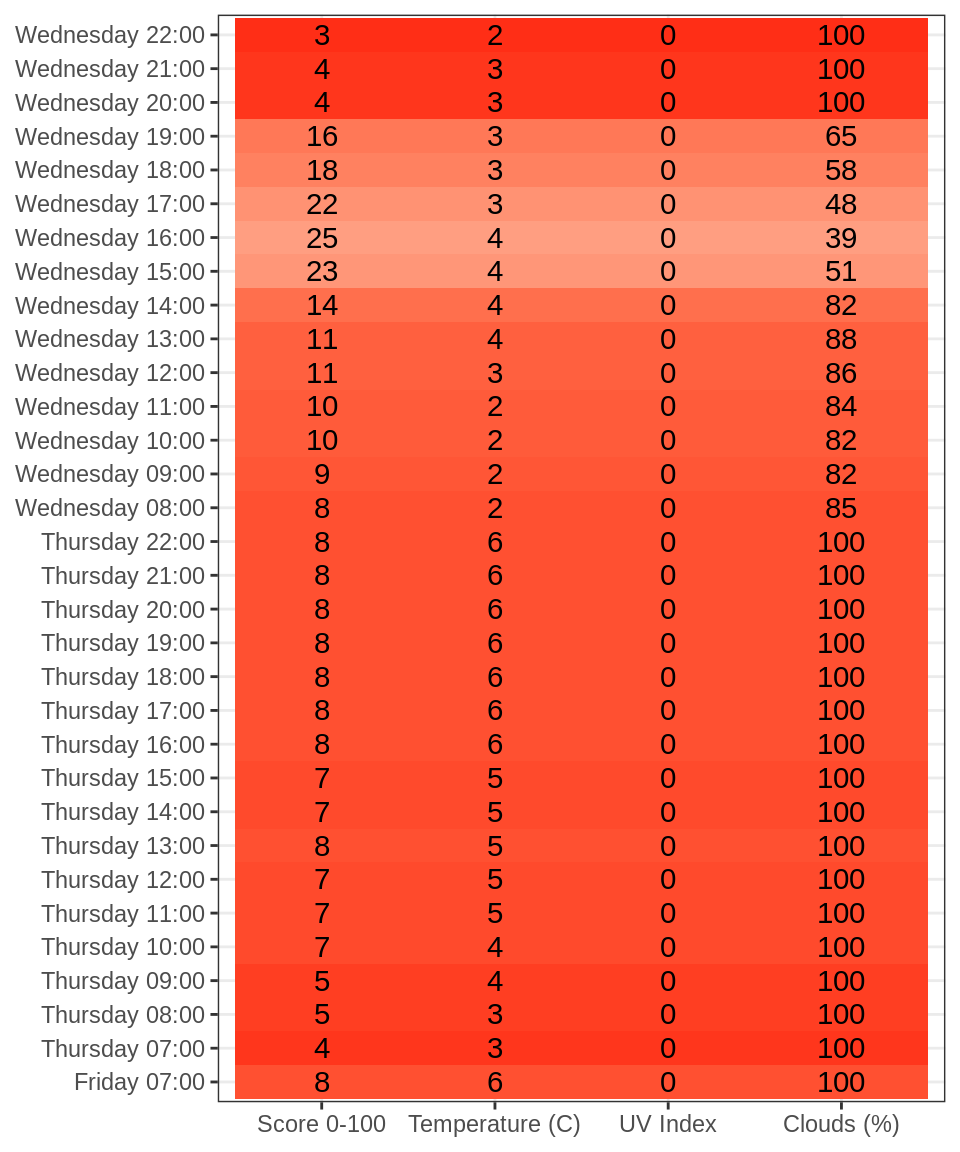 Wednesday 22:00 3 2 0 100
Wednesday 21:00 4 3 0 100
Wednesday 20:00 4 3 0 100
Wednesday 19:00 16 3 0 65
Wednesday 18:00 18 3 0 58
Wednesday 17:00 22 3 0 48
Wednesday 16:00 25 4 0 39
Wednesday 15:00 23 4 0 51
Wednesday 14:00 14 4 0 82
Wednesday 13:00 11 4 0 88
Wednesday 12:00 11 3 0 86
Wednesday 11:00 10 2 0 84
Wednesday 10:00 10 2 0 82
Wednesday 09:00 9 2 0 82
Wednesday 08:00 8 2 0 85
Thursday 22:00 8 6 0 100
Thursday 21:00 8 6 0 100
Thursday 20:00 8 6 0 100
Thursday 19:00 8 6 0 100
Thursday 18:00 8 6 0 100
Thursday 17:00 8 6 0 100
Thursday 16:00 8 6 0 100
Thursday 15:00 7 5 0 100
Thursday 14:00 7 5 0 100
Thursday 13:00 8 5 0 100
Thursday 12:00 7 5 0 100
Thursday 11:00 7 5 0 100
Thursday 10:00 7 4 0 100
Thursday 09:00 5 4 0 100
Thursday 08:00 5 3 0 100
Thursday 07:00 4 3 0 100
Friday 07:00 8 6 0 100
Score 0-100 Temperature (C) UV Index Clouds (%)